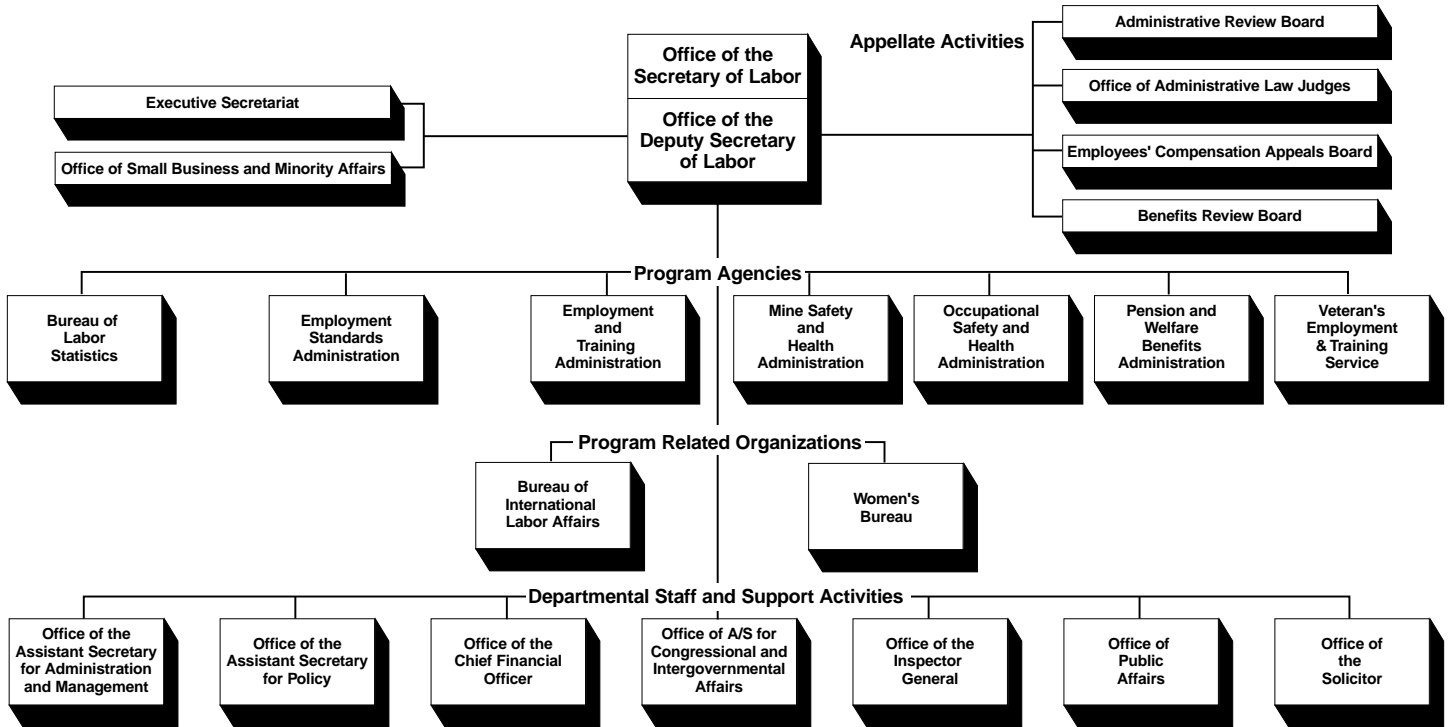 Office of the
Secretary of Labor
Office of the
Deputy Secretary
of Labor
Executive Secretariat
Office of Small Business and Minority Affairs
Appellate Activities
Administrative Review Board
Office of Administrative Law Judges
Employees' Compensation Appeals Board
Benefits Review Board
Program Agencies
Bureau of
Labor
Statistics
Employment
Standards
Administration
Employment
and
Training
Administration
Mine Safety
and
Health
Administration
Occupational
Safety and
Health
Administration
Pension and
Welfare
Benefits
Administration
Veteran's
Employment
& Training
Service
Program Related Organizations
Bureau of
International
Labor Affairs
Women's
Bureau
Departmental Staff and Support Activities
Office of the
Assistant Secretary
for Administration
and Management
Office of the
Assistant Secretary
for Policy
Office of the
Chief Financial
Officer
Office of A/S for
Congressional and
Intergovernmental
Affairs
Office of the
Inspector
General
Office of
Public
Affairs
Office of
the
Solicitor